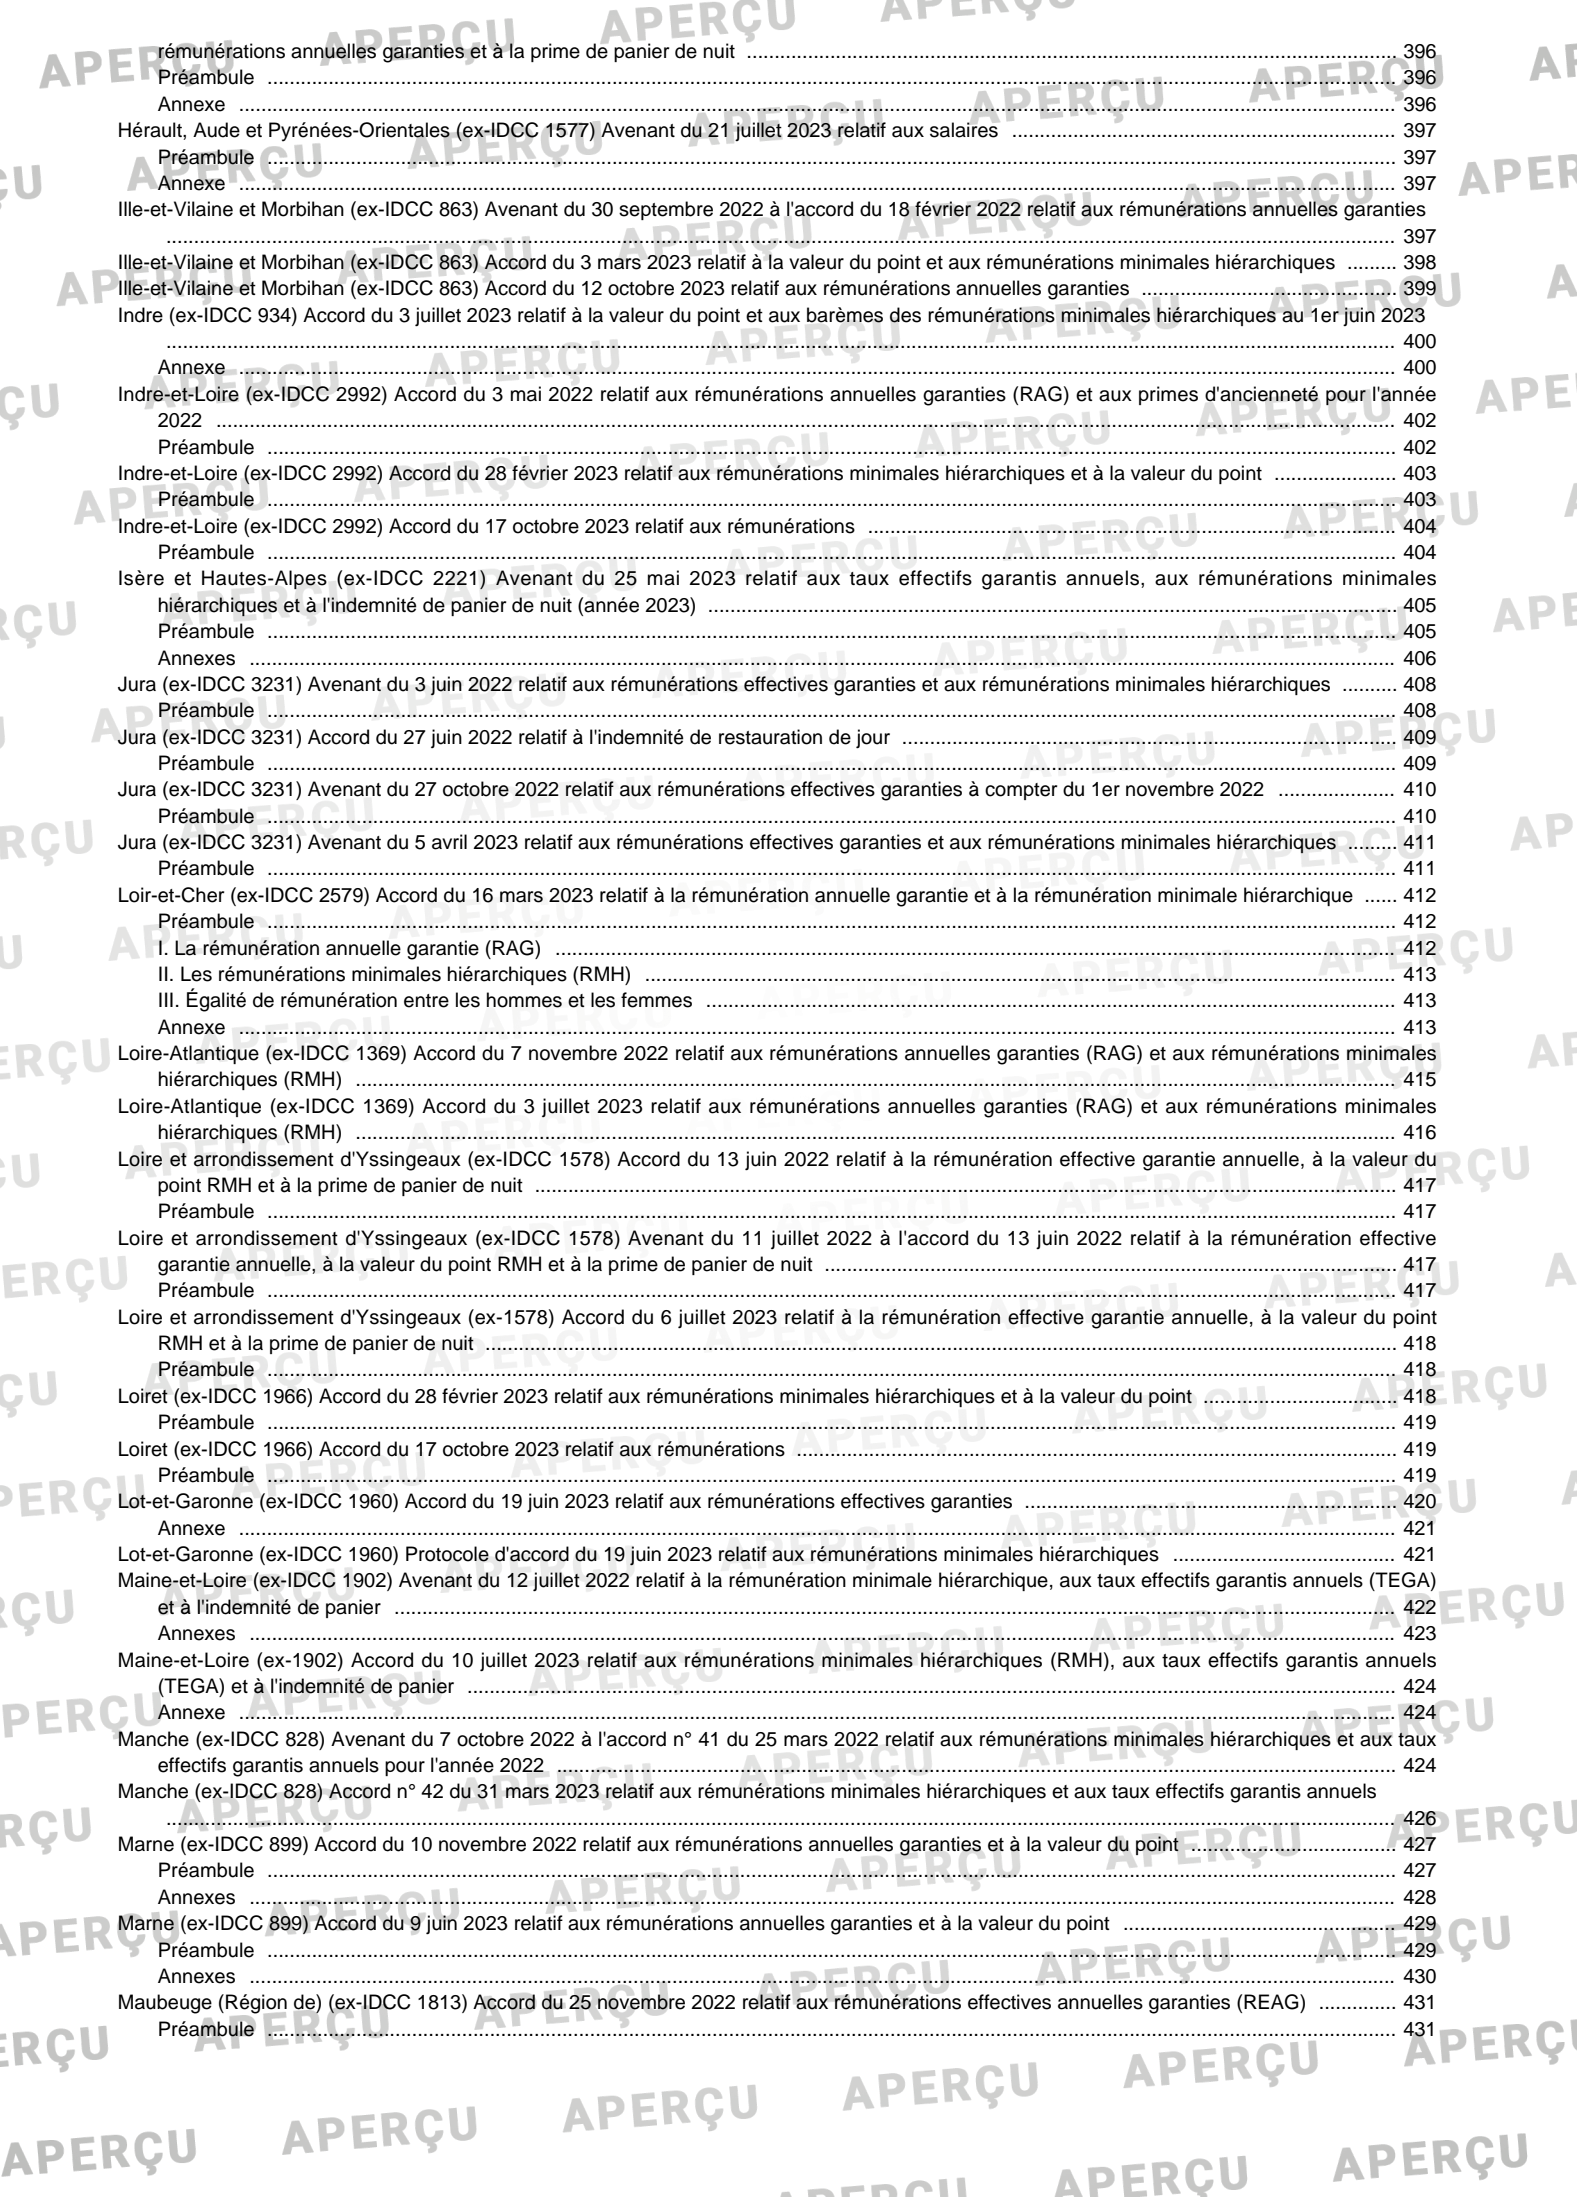 rémunérations annuelles garanties et à la prime de panier de nuit ........ 396
Préambule ........ 396
Annexe ........ 396
Hérault, Aude et Pyrénées-Orientales (ex-IDCC 1577) Avenant du 21 juillet 2023 relatif aux salaires ........ 397
Préambule ........ 397
Annexe ........ 397
Ille-et-Vilaine et Morbihan (ex-IDCC 863) Avenant du 30 septembre 2022 à l'accord du 18 février 2022 relatif aux rémunérations annuelles garanties
........ 397
Ille-et-Vilaine et Morbihan (ex-IDCC 863) Accord du 3 mars 2023 relatif à la valeur du point et aux rémunérations minimales hiérarchiques ........ 398
Ille-et-Vilaine et Morbihan (ex-IDCC 863) Accord du 12 octobre 2023 relatif aux rémunérations annuelles garanties ........ 399
Indre (ex-IDCC 934) Accord du 3 juillet 2023 relatif à la valeur du point et aux barèmes des rémunérations minimales hiérarchiques au 1er juin 2023
........ 400
Annexe ........ 400
Indre-et-Loire (ex-IDCC 2992) Accord du 3 mai 2022 relatif aux rémunérations annuelles garanties (RAG) et aux primes d'ancienneté pour l'année
2022 ........ 402
Préambule ........ 402
Indre-et-Loire (ex-IDCC 2992) Accord du 28 février 2023 relatif aux rémunérations minimales hiérarchiques et à la valeur du point ........ 403
Préambule ........ 403
Indre-et-Loire (ex-IDCC 2992) Accord du 17 octobre 2023 relatif aux rémunérations ........ 404
Préambule ........ 404
Isère et Hautes-Alpes (ex-IDCC 2221) Avenant du 25 mai 2023 relatif aux taux effectifs garantis annuels, aux rémunérations minimales
hiérarchiques et à l'indemnité de panier de nuit (année 2023) ........ 405
Préambule ........ 405
Annexes ........ 406
Jura (ex-IDCC 3231) Avenant du 3 juin 2022 relatif aux rémunérations effectives garanties et aux rémunérations minimales hiérarchiques ........ 408
Préambule ........ 408
Jura (ex-IDCC 3231) Accord du 27 juin 2022 relatif à l'indemnité de restauration de jour ........ 409
Préambule ........ 409
Jura (ex-IDCC 3231) Avenant du 27 octobre 2022 relatif aux rémunérations effectives garanties à compter du 1er novembre 2022 ........ 410
Préambule ........ 410
Jura (ex-IDCC 3231) Avenant du 5 avril 2023 relatif aux rémunérations effectives garanties et aux rémunérations minimales hiérarchiques ........ 411
Préambule ........ 411
Loir-et-Cher (ex-IDCC 2579) Accord du 16 mars 2023 relatif à la rémunération annuelle garantie et à la rémunération minimale hiérarchique ...... 412
Préambule ........ 412
I. La rémunération annuelle garantie (RAG) ........ 412
II. Les rémunérations minimales hiérarchiques (RMH) ........ 413
III. Égalité de rémunération entre les hommes et les femmes ........ 413
Annexe ........ 413
Loire-Atlantique (ex-IDCC 1369) Accord du 7 novembre 2022 relatif aux rémunérations annuelles garanties (RAG) et aux rémunérations minimales
hiérarchiques (RMH) ........ 415
Loire-Atlantique (ex-IDCC 1369) Accord du 3 juillet 2023 relatif aux rémunérations annuelles garanties (RAG) et aux rémunérations minimales
hiérarchiques (RMH) ........ 416
Loire et arrondissement d'Yssingeaux (ex-IDCC 1578) Accord du 13 juin 2022 relatif à la rémunération effective garantie annuelle, à la valeur du
point RMH et à la prime de panier de nuit ........ 417
Préambule ........ 417
Loire et arrondissement d'Yssingeaux (ex-IDCC 1578) Avenant du 11 juillet 2022 à l'accord du 13 juin 2022 relatif à la rémunération effective
garantie annuelle, à la valeur du point RMH et à la prime de panier de nuit ........ 417
Préambule ........ 417
Loire et arrondissement d'Yssingeaux (ex-1578) Accord du 6 juillet 2023 relatif à la rémunération effective garantie annuelle, à la valeur du point
RMH et à la prime de panier de nuit ........ 418
Préambule ........ 418
Loiret (ex-IDCC 1966) Accord du 28 février 2023 relatif aux rémunérations minimales hiérarchiques et à la valeur du point ........ 418
Préambule ........ 419
Loiret (ex-IDCC 1966) Accord du 17 octobre 2023 relatif aux rémunérations ........ 419
Préambule ........ 419
Lot-et-Garonne (ex-IDCC 1960) Accord du 19 juin 2023 relatif aux rémunérations effectives garanties ........ 420
Annexe ........ 421
Lot-et-Garonne (ex-IDCC 1960) Protocole d'accord du 19 juin 2023 relatif aux rémunérations minimales hiérarchiques ........ 421
Maine-et-Loire (ex-IDCC 1902) Avenant du 12 juillet 2022 relatif à la rémunération minimale hiérarchique, aux taux effectifs garantis annuels (TEGA)
et à l'indemnité de panier ........ 422
Annexes ........ 423
Maine-et-Loire (ex-1902) Accord du 10 juillet 2023 relatif aux rémunérations minimales hiérarchiques (RMH), aux taux effectifs garantis annuels
(TEGA) et à l'indemnité de panier ........ 424
Annexe ........ 424
Manche (ex-IDCC 828) Avenant du 7 octobre 2022 à l'accord n° 41 du 25 mars 2022 relatif aux rémunérations minimales hiérarchiques et aux taux
effectifs garantis annuels pour l'année 2022 ........ 424
Manche (ex-IDCC 828) Accord n° 42 du 31 mars 2023 relatif aux rémunérations minimales hiérarchiques et aux taux effectifs garantis annuels
........ 426
Marne (ex-IDCC 899) Accord du 10 novembre 2022 relatif aux rémunérations annuelles garanties et à la valeur du point ........ 427
Préambule ........ 427
Annexes ........ 428
Marne (ex-IDCC 899) Accord du 9 juin 2023 relatif aux rémunérations annuelles garanties et à la valeur du point ........ 429
Préambule ........ 429
Annexes ........ 430
Maubeuge (Région de) (ex-IDCC 1813) Accord du 25 novembre 2022 relatif aux rémunérations effectives annuelles garanties (REAG) ........ 431
Préambule ........ 431
APERÇU